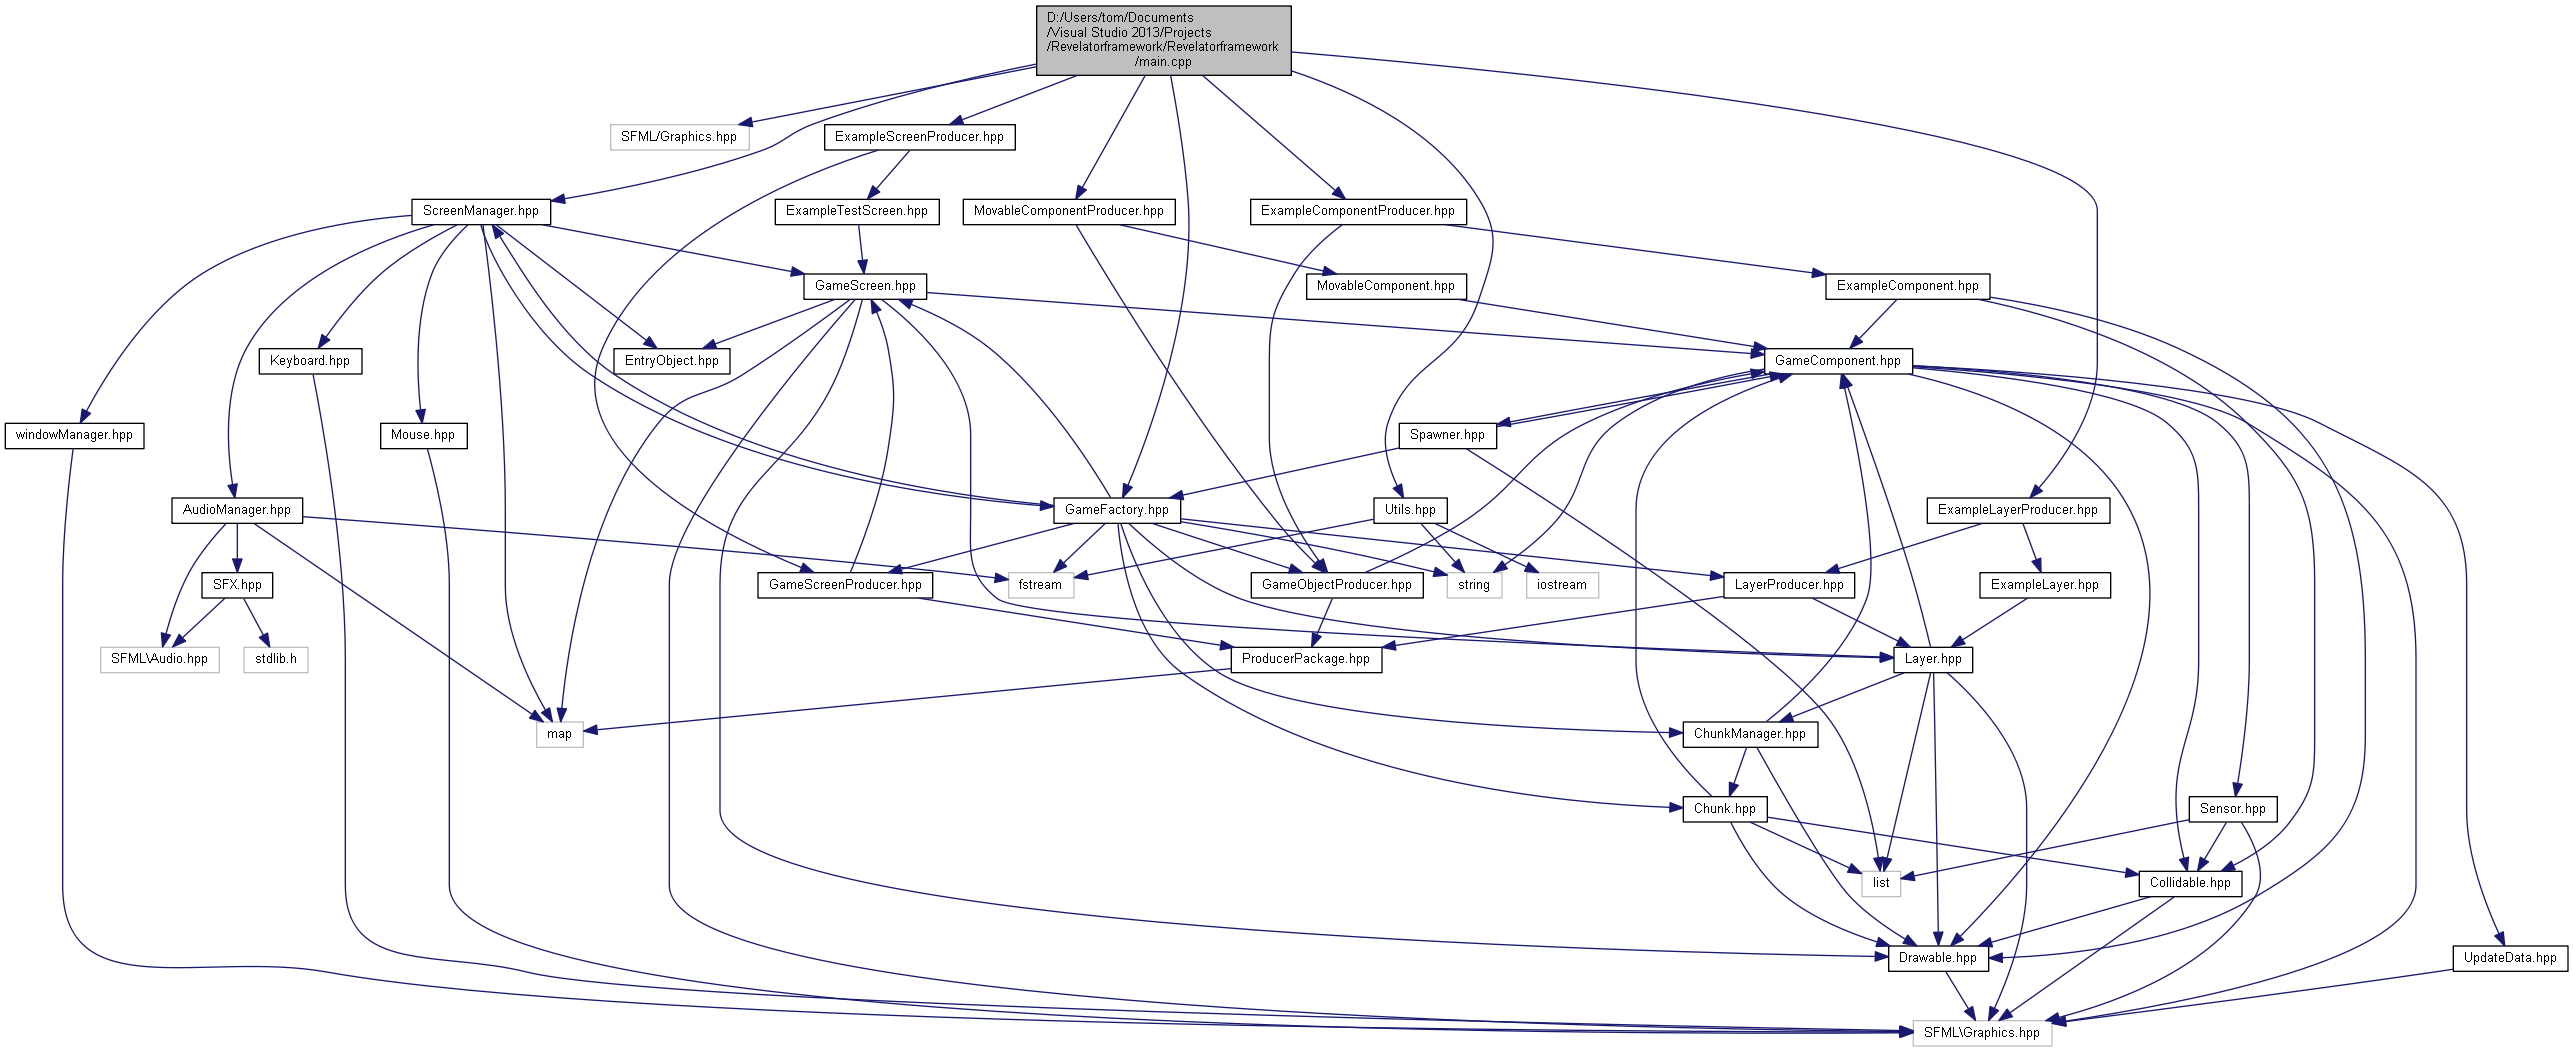 D:/Users/tom/Documents
/Visual Studio 2013/Projects
/Revelatorframework/Revelatorframework
/main.cpp
SFML/Graphics.hpp
ExampleScreenProducer.hpp
ScreenManager.hpp
ExampleTestScreen.hpp
MovableComponentProducer.hpp
ExampleComponentProducer.hpp
GameScreen.hpp
MovableComponent.hpp
ExampleComponent.hpp
Keyboard.hpp
EntryObject.hpp
GameComponent.hpp
windowManager.hpp
Mouse.hpp
Spawner.hpp
AudioManager.hpp
GameFactory.hpp
Utils.hpp
ExampleLayerProducer.hpp
SFX.hpp
GameScreenProducer.hpp
fstream
GameObjectProducer.hpp
string
iostream
LayerProducer.hpp
ExampleLayer.hpp
SFML\Audio.hpp
stdlib.h
ProducerPackage.hpp
Layer.hpp
map
ChunkManager.hpp
Chunk.hpp
Sensor.hpp
list
Collidable.hpp
Drawable.hpp
UpdateData.hpp
SFML\Graphics.hpp